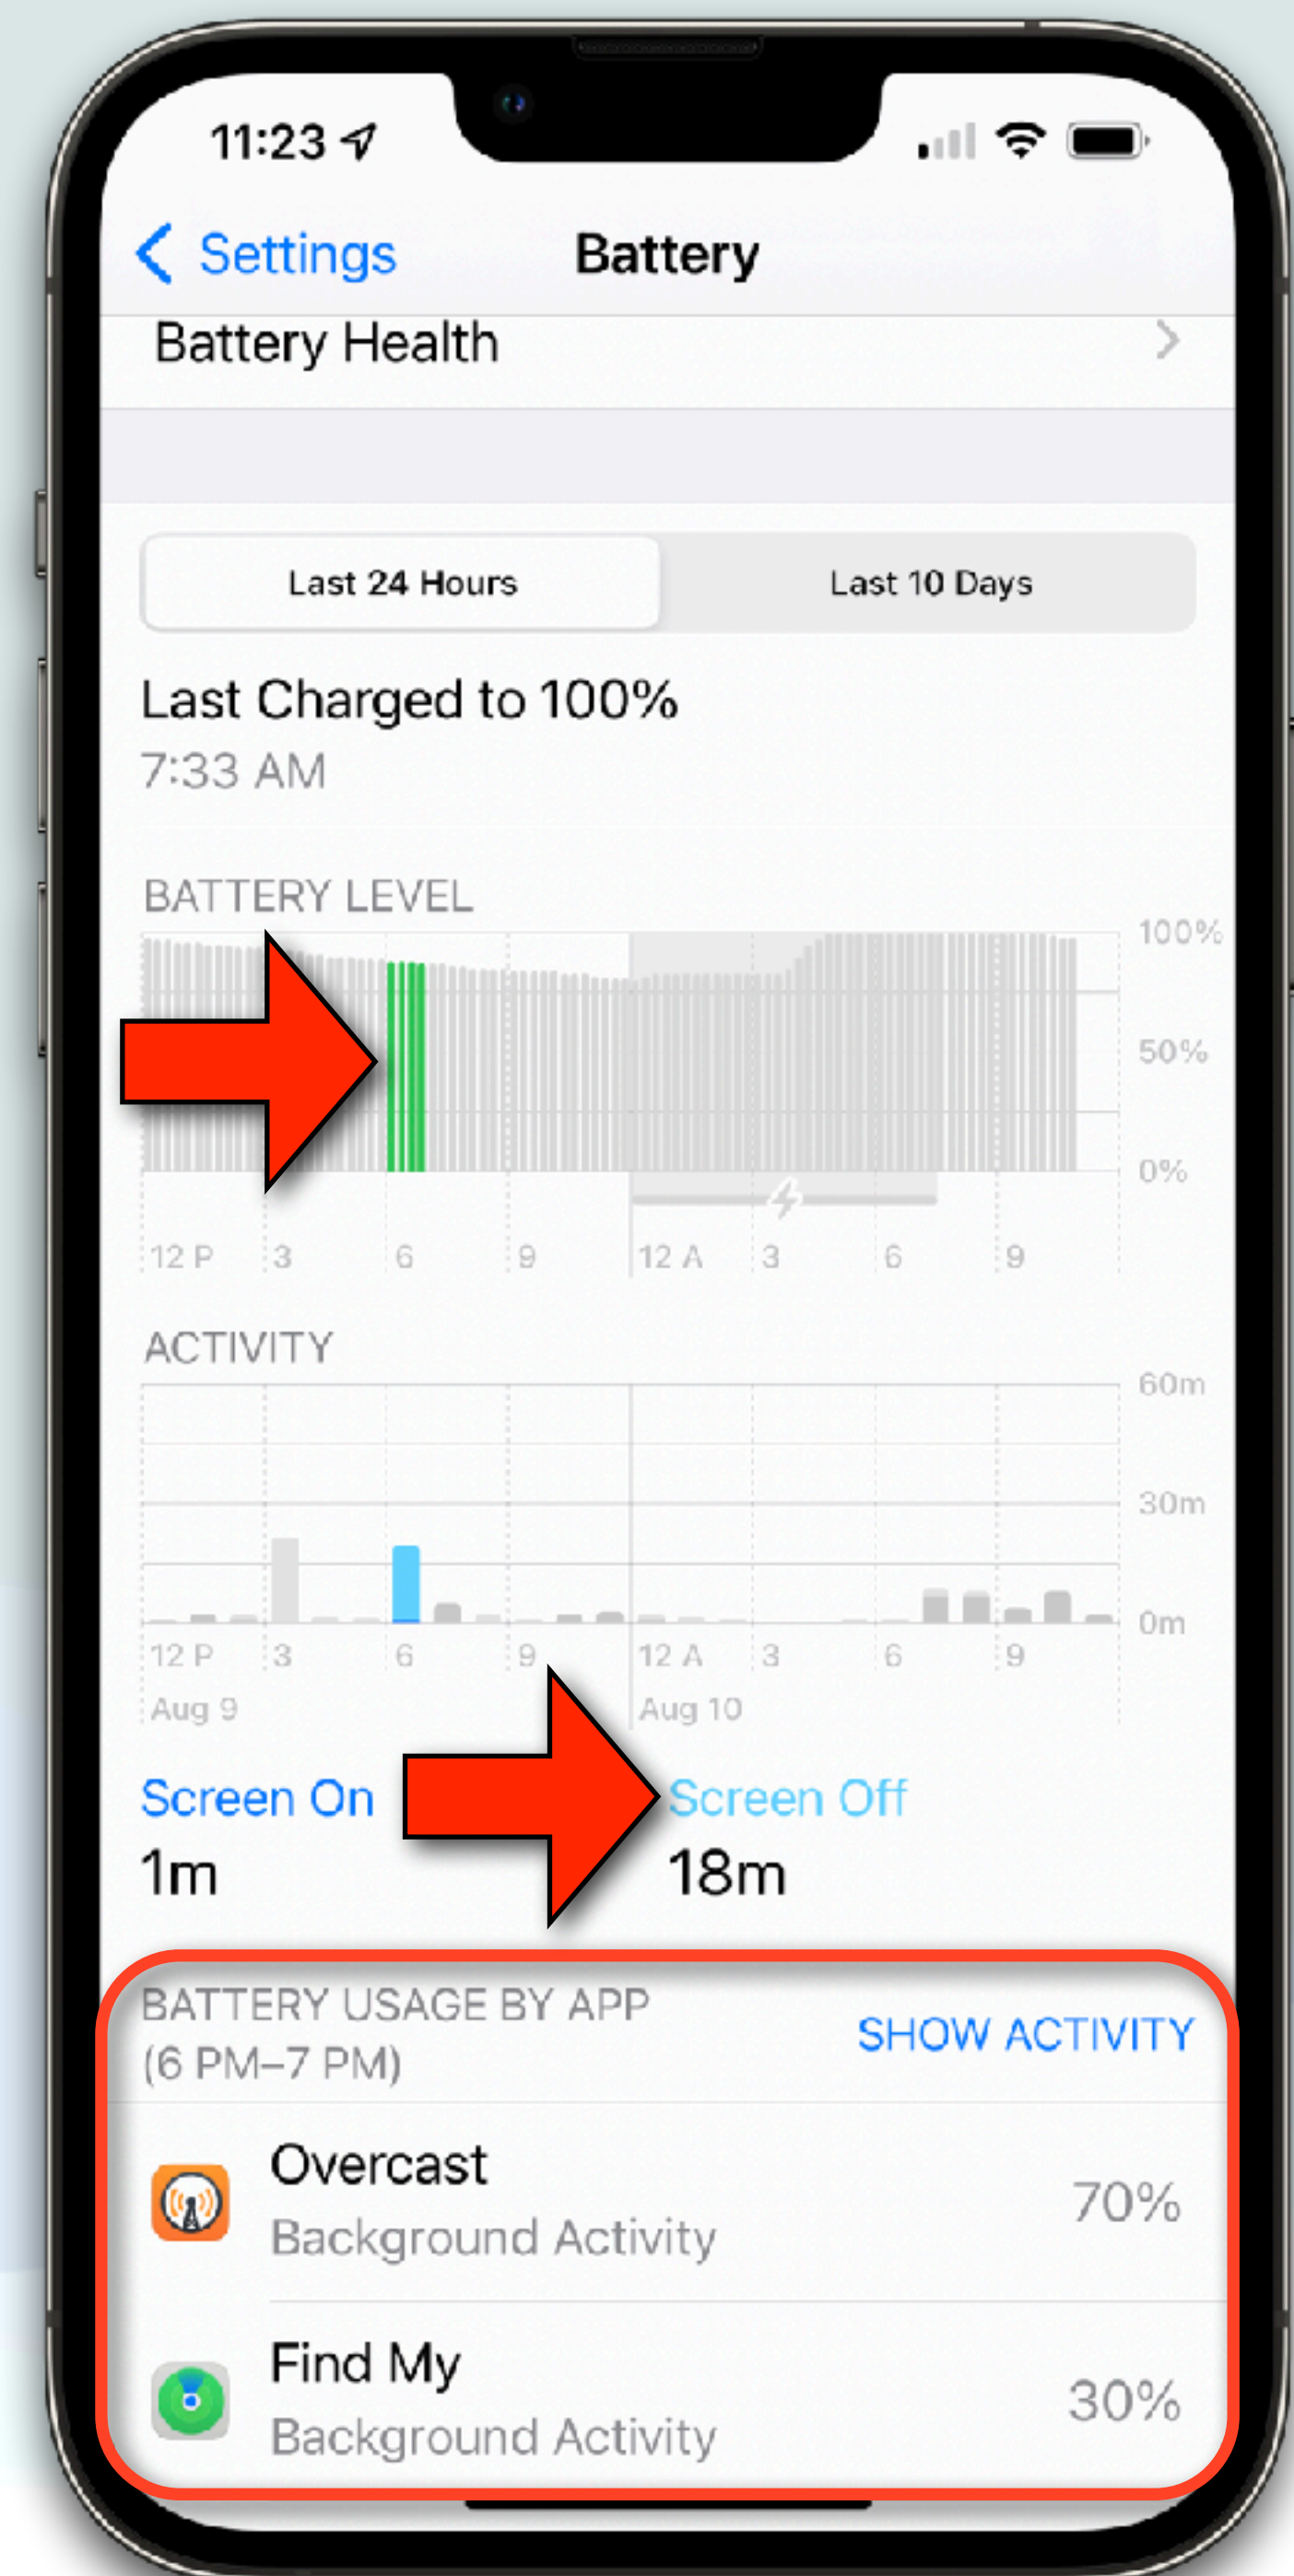 11:23
Settings
Battery
Battery Health
Last 24 Hours
Last 10 Days
Last Charged to 100%
7:33 AM
BATTERY LEVEL
100%
50%
0%
12 P 3 6 9 12 A 3 6 9
ACTIVITY
60m
30m
0m
12 P 3 6 9 12 A 3 6 9
Aug 9 Aug 10
Screen On
Screen Off
1m
18m
BATTERY USAGE BY APP
(6 PM–7 PM)
SHOW ACTIVITY
Overcast
Background Activity
70%
Find My
Background Activity
30%